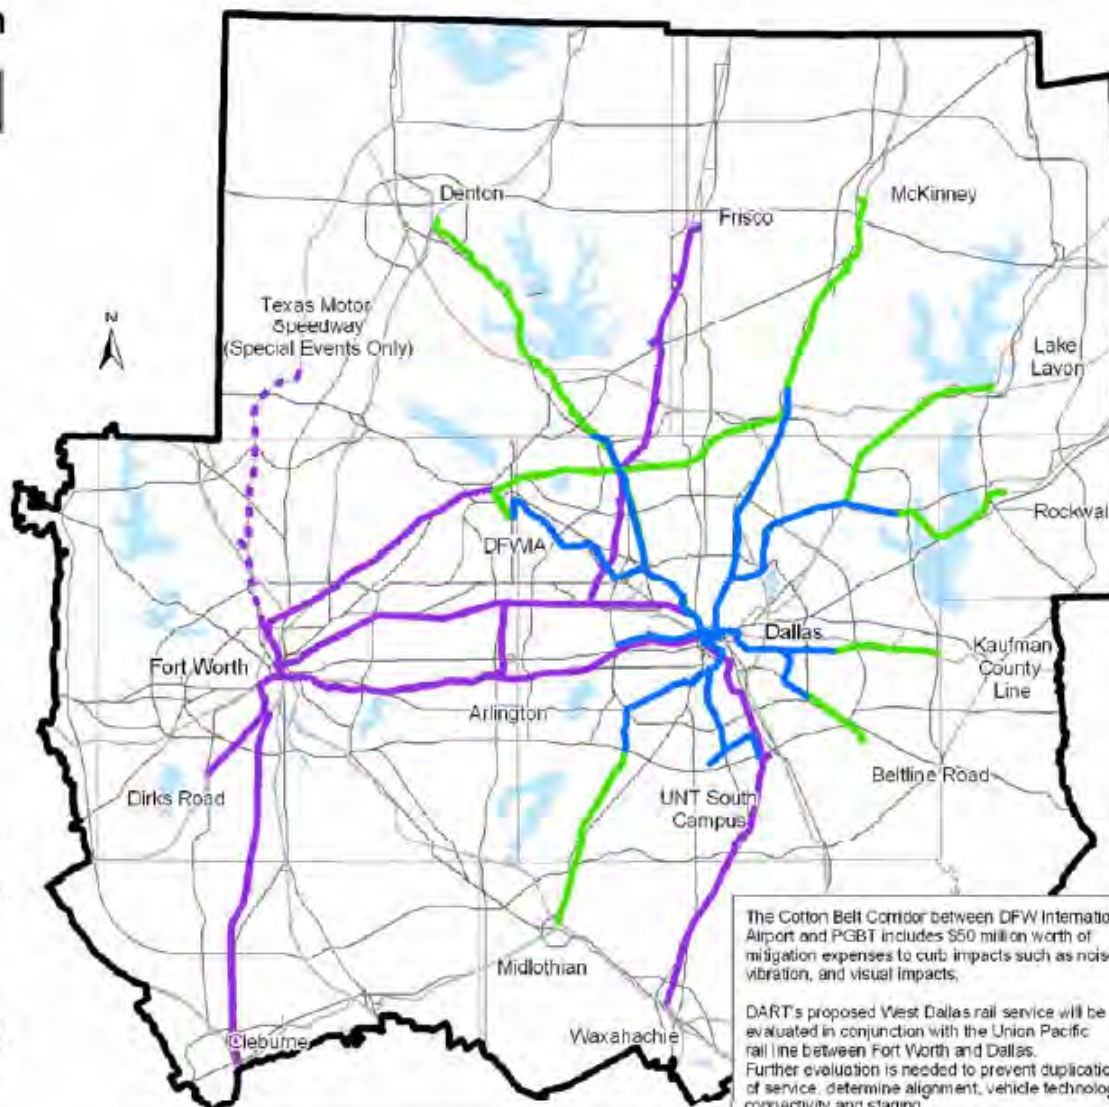 Denton
McKinney
Frisco
N
Texas Motor
Speedway
(Special Events Only)
Lake
Lavon
Rockwal
DFWIA
Dallas
Kaufman
County
Line
Fort Worth
Arlington
Beltline Road
Dirks Road
UNT South
Campus
Midlothian
Waxahachie
Cleburne
The Cotton Belt Corridor between DFW Internatio
Airport and PGBT includes $50 million worth of
mitigation expenses to curb impacts such as nois
vibration, and visual impacts.
DART's proposed West Dallas rail service will be
evaluated in conjunction with the Union Pacific
rail line between Fort Worth and Dallas.
Further evaluation is needed to prevent duplicatio
of service, determine alignment, vehicle technolog
connectivity and staging.